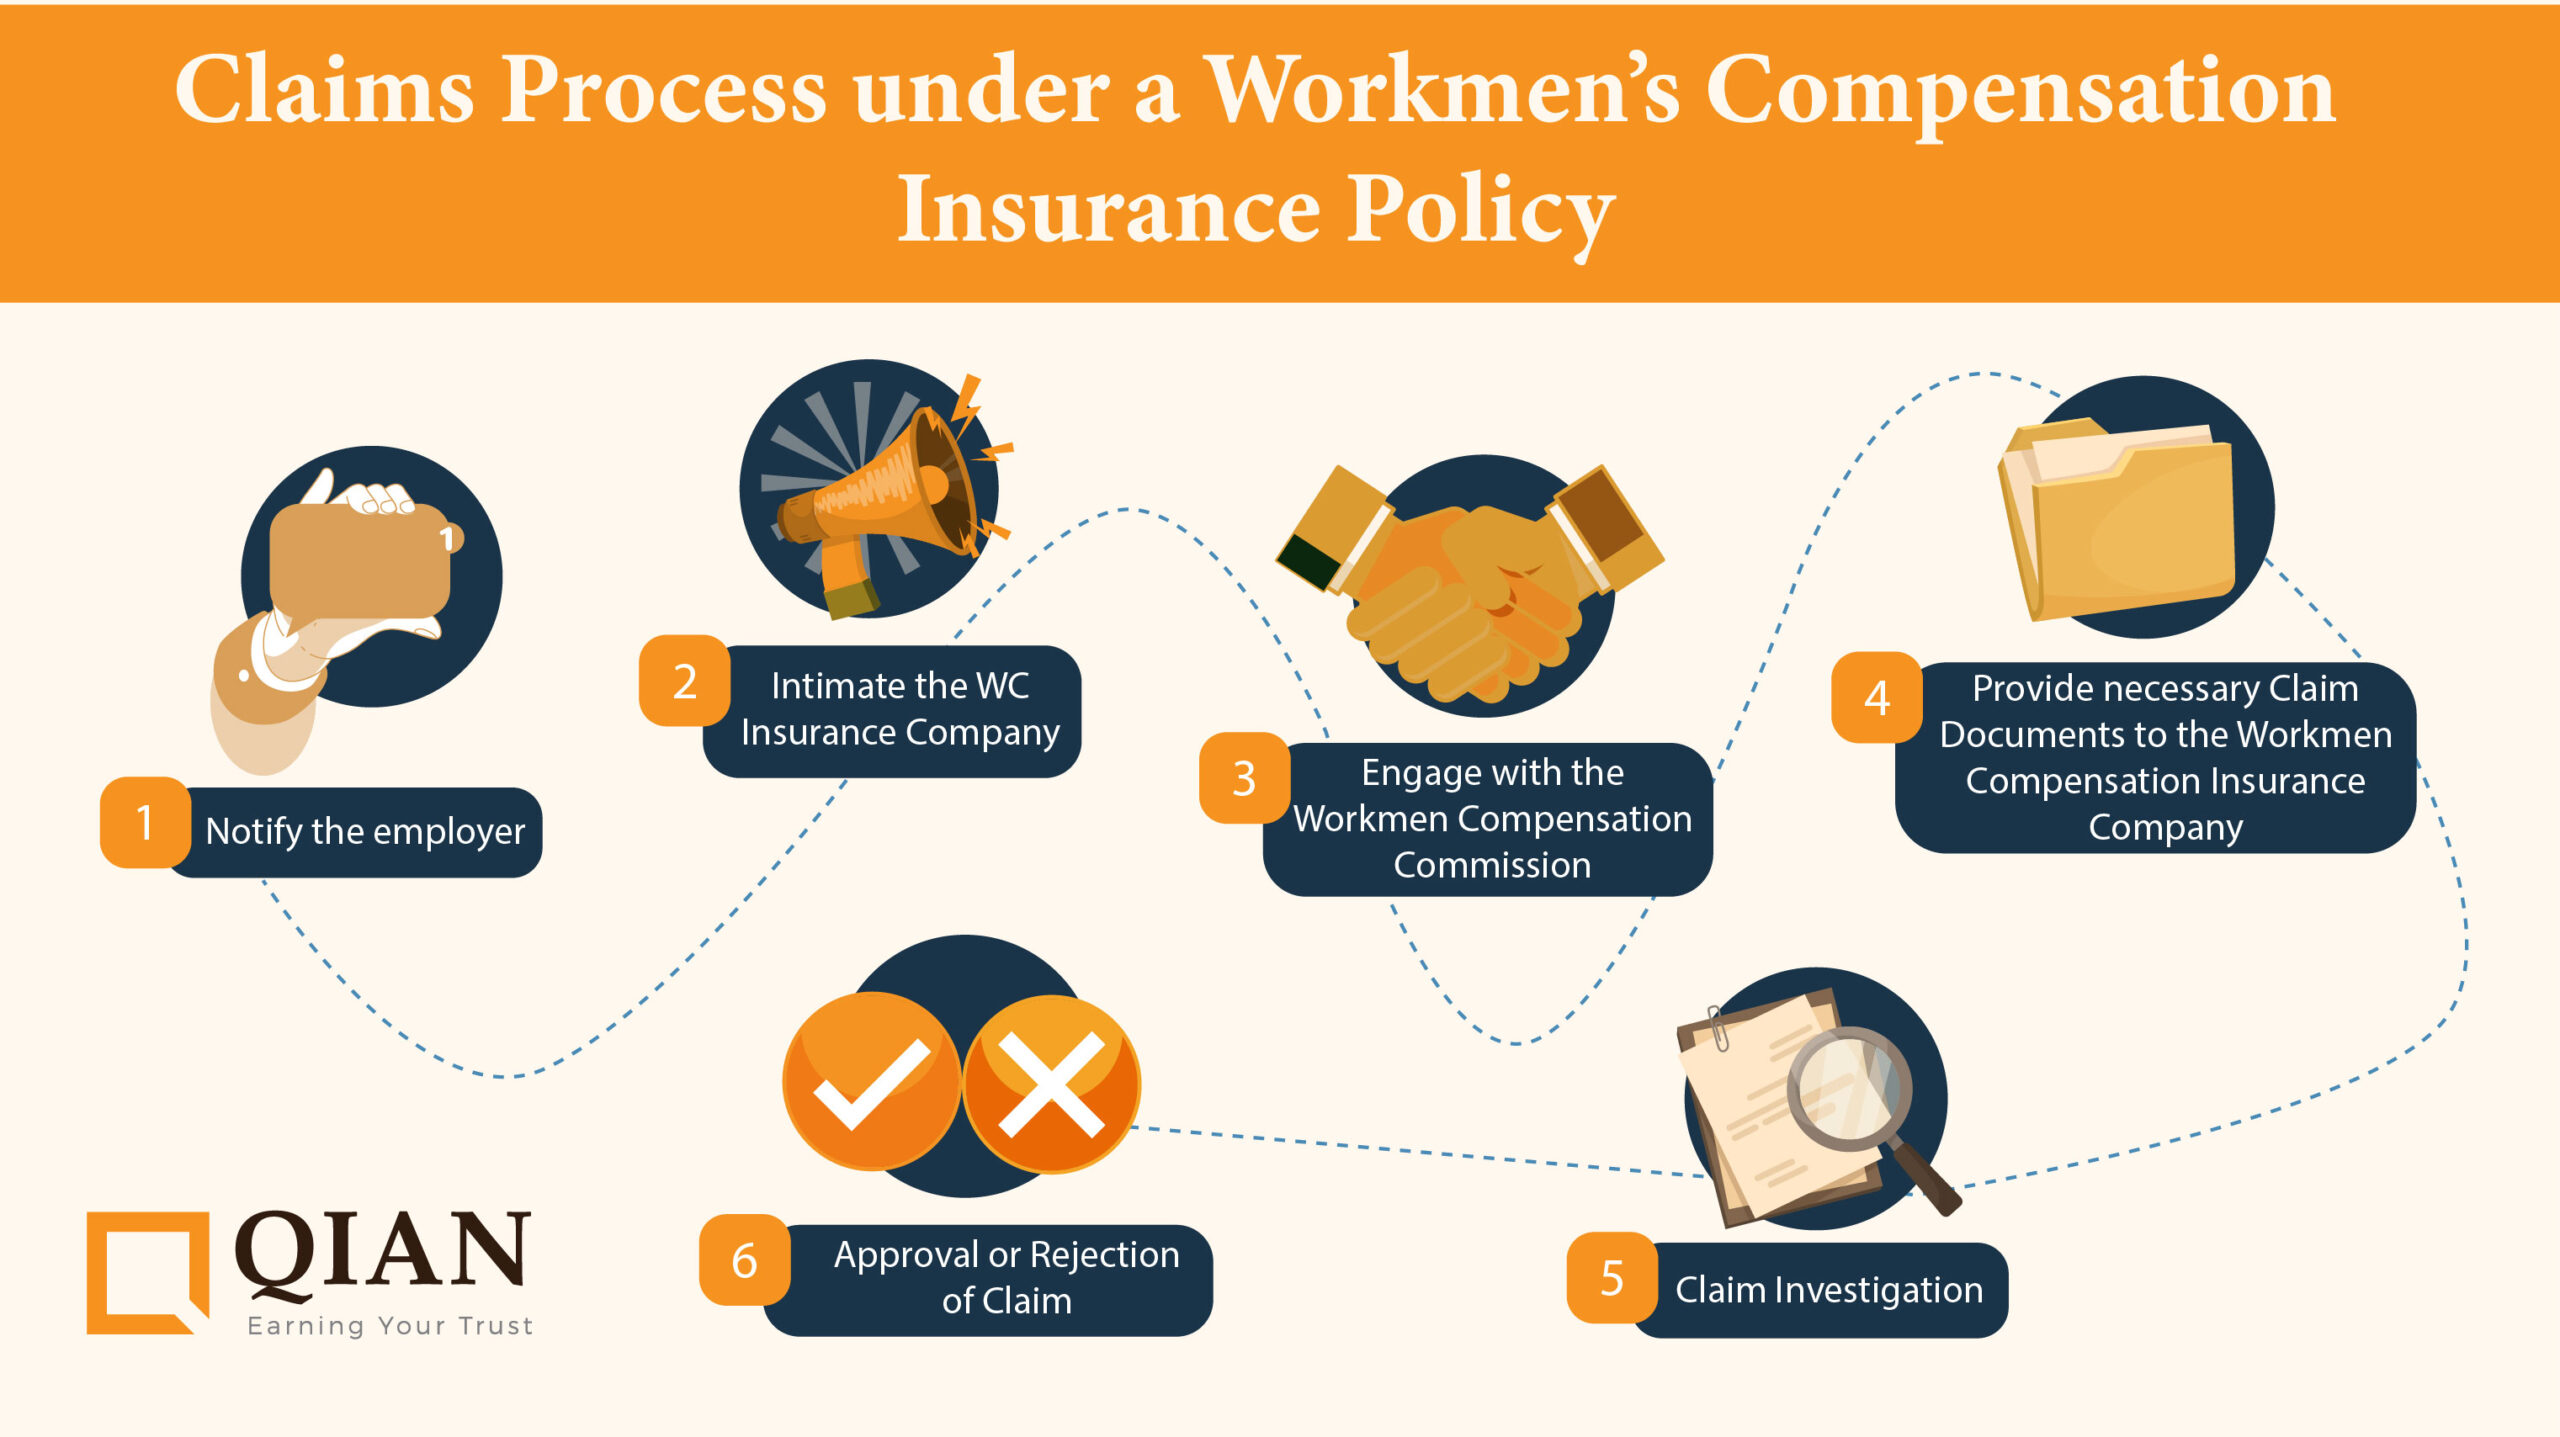 Claims Process under a Workmen’s Compensation
Insurance Policy
1
1
Notify the employer
2
Intimate the WC
Insurance Company
3
Engage with the
Workmen Compensation
Commission
4
Provide necessary Claim
Documents to the Workmen
Compensation Insurance
Company
5
Claim Investigation
6
Approval or Rejection
of Claim
QIAN
Earning Your Trust